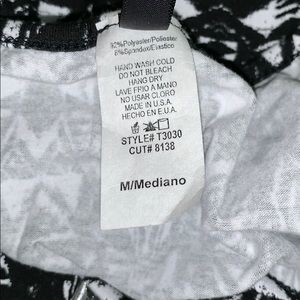 92%Polyester/Poliester
8%Spandex/Elastico
HAND WASH COLD
DO NOT BLEACH
HANG DRY
LAVE FRIO A MANO
NO USAR CLORO
MADE IN U.S.A.
HECHO EN E.U.A.
STYLE# T3030
CUT# 8138
M/Mediano